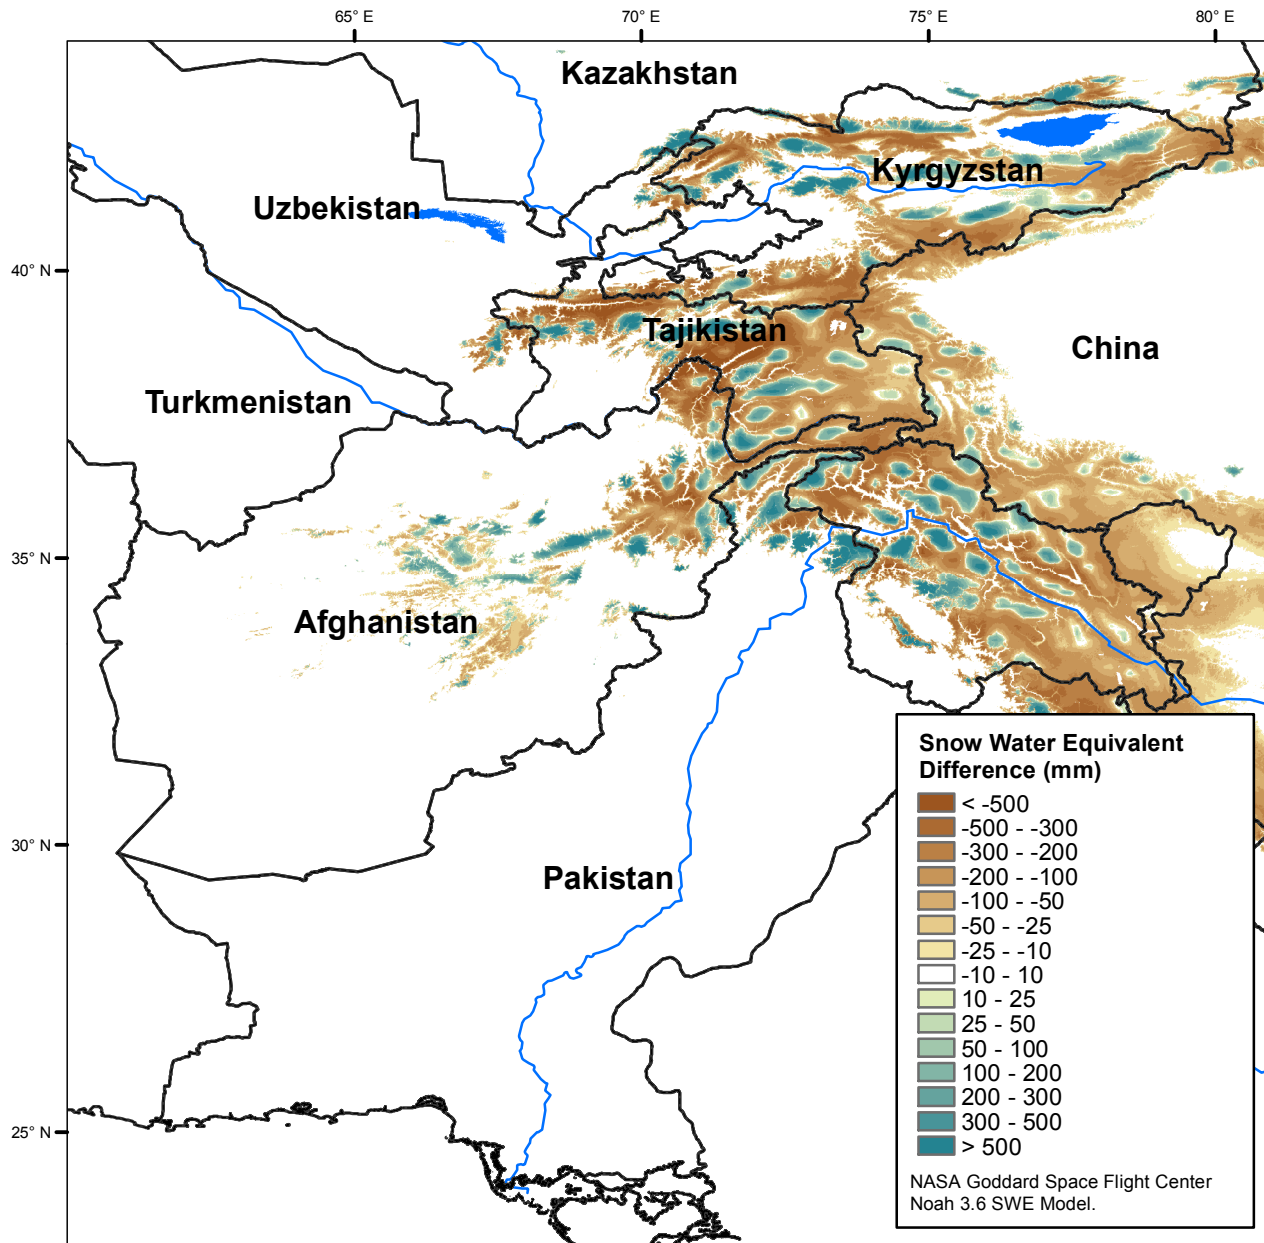 65° E
70° E
75° E
80° E
Kazakhstan
Kyrgyzstan
Uzbekistan
40° N
Tajikistan
China
Turkmenistan
35° N
Afghanistan
Snow Water Equivalent
Difference (mm)
< -500
-500 - -300
-300 - -200
-200 - -100
-100 - -50
-50 - -25
-25 - -10
-10 - 10
10 - 25
25 - 50
50 - 100
100 - 200
200 - 300
300 - 500
> 500
30° N
Pakistan
25° N
NASA Goddard Space Flight Center
Noah 3.6 SWE Model.